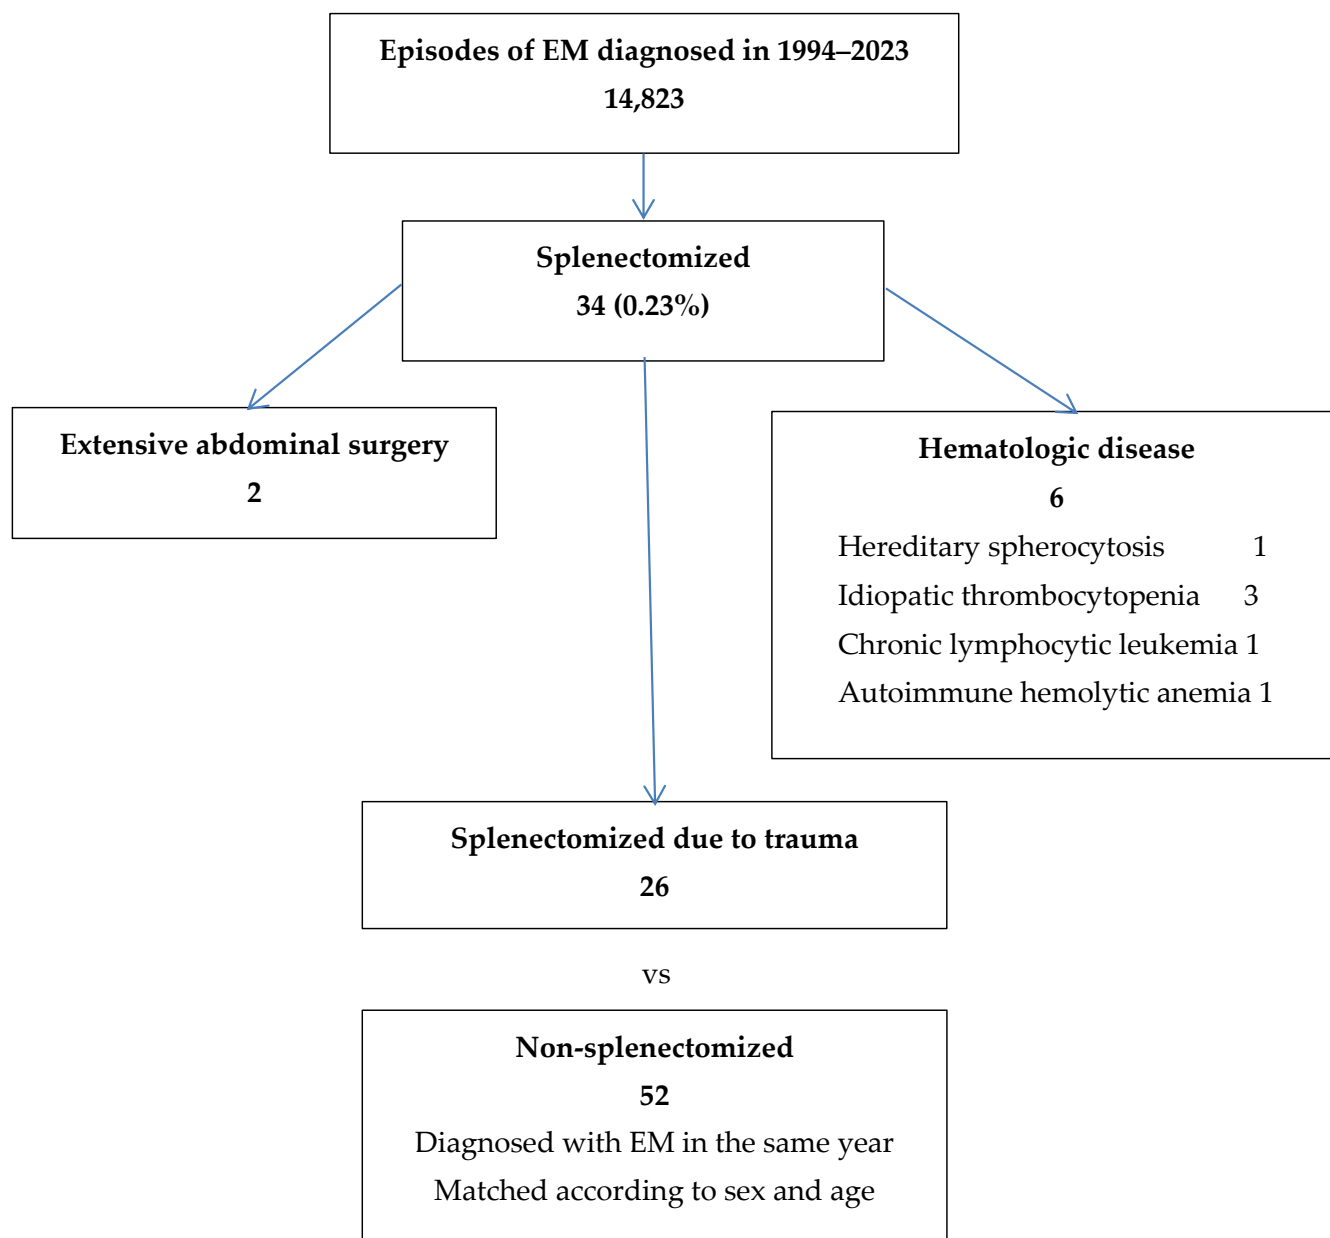 Episodes of EM diagnosed in 1994–2023
14,823
Splenectomized
34 (0.23%)
Extensive abdominal surgery
2
Hematologic disease
6
Hereditary spherocytosis 1
Idiopatic thrombocytopenia 3
Chronic lymphocytic leukemia 1
Autoimmune hemolytic anemia 1
Splenectomized due to trauma
26
vs
Non-splenectomized
52
Diagnosed with EM in the same year
Matched according to sex and age